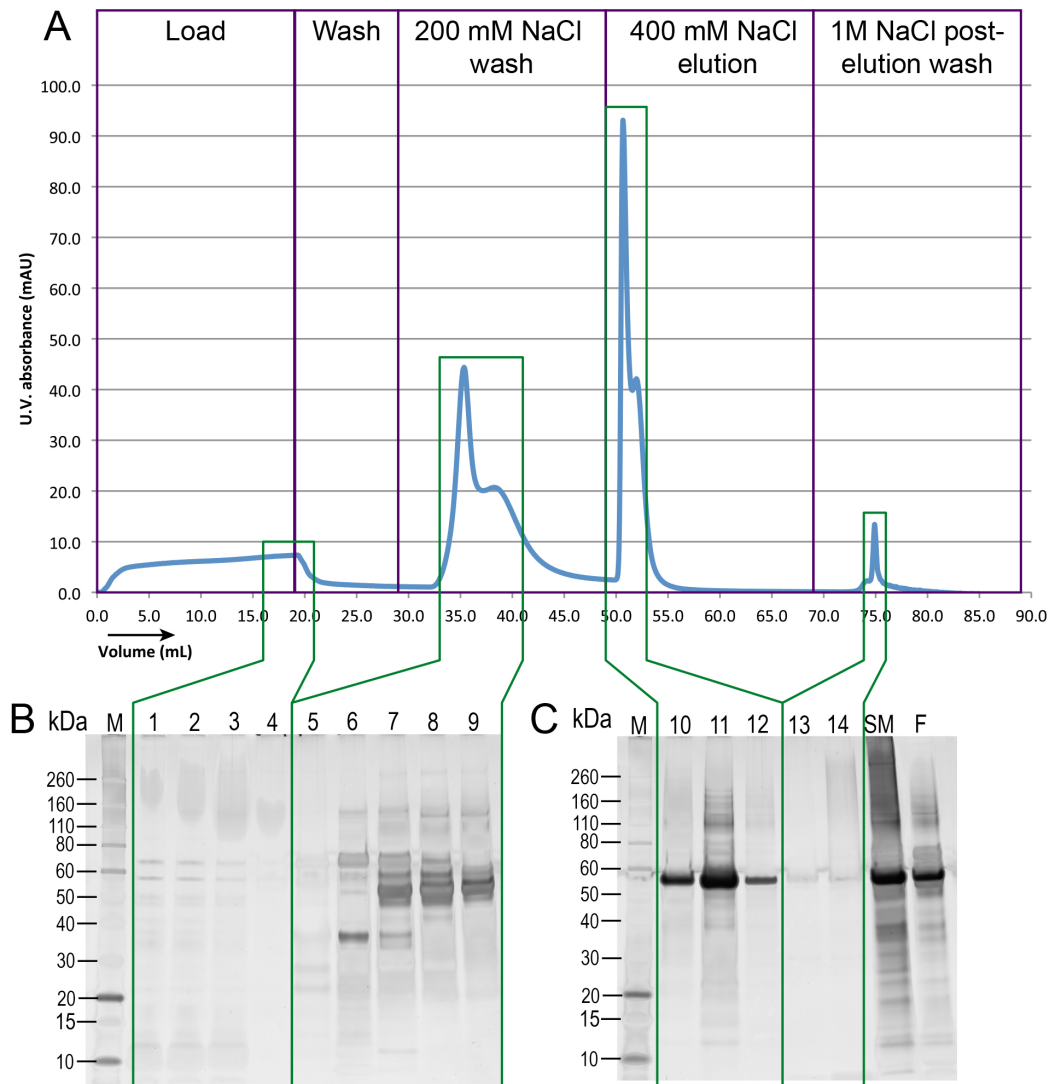 A
Load
Wash
200 mM NaCl
wash
400 mM NaCl
elution
1M NaCl post-
elution wash
100.0
90.0
80.0
70.0
60.0
50.0
40.0
30.0
20.0
10.0
0.0
U.V. absorbance (mAU)
0.0 5.0 10.0 15.0 20.0 25.0 30.0 35.0 40.0 45.0 50.0 55.0 60.0 65.0 70.0 75.0 80.0 85.0 90.0
Volume (mL)
B kDa M 1 2 3 4 5 6 7 8 9
260
160
110
80
60
50
40
30
20
15
10
C kDa M 10 11 12 13 14 SM F
260
160
110
80
60
50
40
30
20
15
10